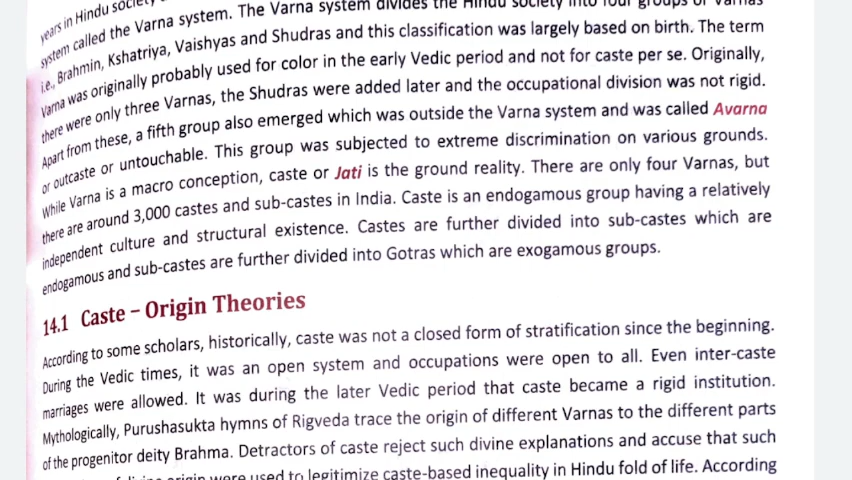 years in Hindu society
system called the Varna system. The Varna system divides the Hindu society into four groups of Varnas
i.e., Brahmin, Kshatriya, Vaishyas and Shudras and this classification was largely based on birth. The term
Varna was originally probably used for color in the early Vedic period and not for caste per se. Originally,
there were only three Varnas, the Shudras were added later and the occupational division was not rigid.
Apart from these, a fifth group also emerged which was outside the Varna system and was called Avarna
or outcaste or untouchable. This group was subjected to extreme discrimination on various grounds.
While Varna is a macro conception, caste or Jati is the ground reality. There are only four Varnas, but
there are around 3,000 castes and sub-castes in India. Caste is an endogamous group having a relatively
independent culture and structural existence. Castes are further divided into sub-castes which are
endogamous and sub-castes are further divided into Gotras which are exogamous groups.
14.1 Caste – Origin Theories
According to some scholars, historically, caste was not a closed form of stratification since the beginning.
During the Vedic times, it was an open system and occupations were open to all. Even inter-caste
marriages were allowed. It was during the later Vedic period that caste became a rigid institution.
Mythologically, Purushasukta hymns of Rigveda trace the origin of different Varnas to the different parts
of the progenitor deity Brahma. Detractors of caste reject such divine explanations and accuse that such
origin were used to legitimize caste-based inequality in Hindu fold of life. According